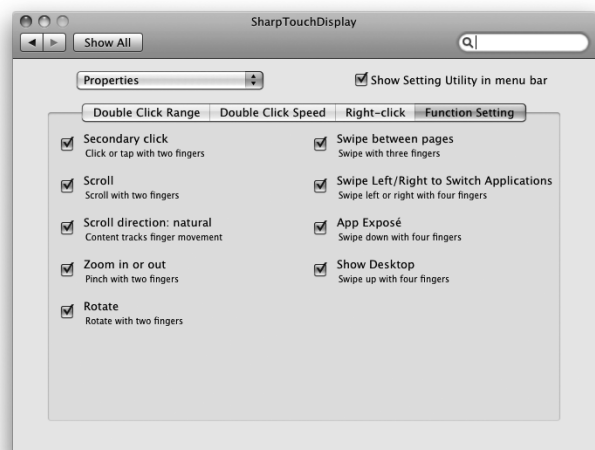 SharpTouchDisplay
Show All
Properties
Show Setting Utility in menu bar
Double Click Range Double Click Speed Right-click Function Setting
Secondary click
Click or tap with two fingers
Scroll
Scroll with two fingers
Scroll direction: natural
Content tracks finger movement
Zoom in or out
Pinch with two fingers
Rotate
Rotate with two fingers
Swipe between pages
Swipe with three fingers
Swipe Left/Right to Switch Applications
Swipe left or right with four fingers
App Exposé
Swipe down with four fingers
Show Desktop
Swipe up with four fingers